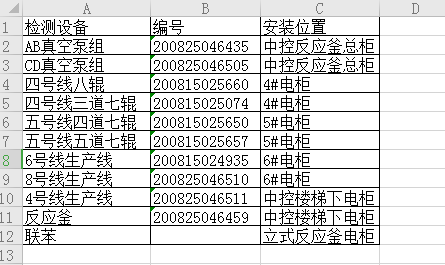 A B C D
1 检测设备 编号 安装位置
2 AB真空泵组 200825046435 中控反应釜总柜
3 CD真空泵组 200825046505 中控反应釜总柜
4 四号线八辊 200815025660 4#电柜
5 四号线三道七辊 200815025074 4#电柜
6 五号线四道七辊 200815025650 5#电柜
7 五号线五道七辊 200815025657 5#电柜
8 6号线生产线 200815024935 6#电柜
9 8号线生产线 200825046510 6#电柜
10 4号线生产线 200825046511 中控楼梯下电柜
11 反应釜 200825046459 中控楼梯下电柜
12 联苯 立式反应釜电柜
13